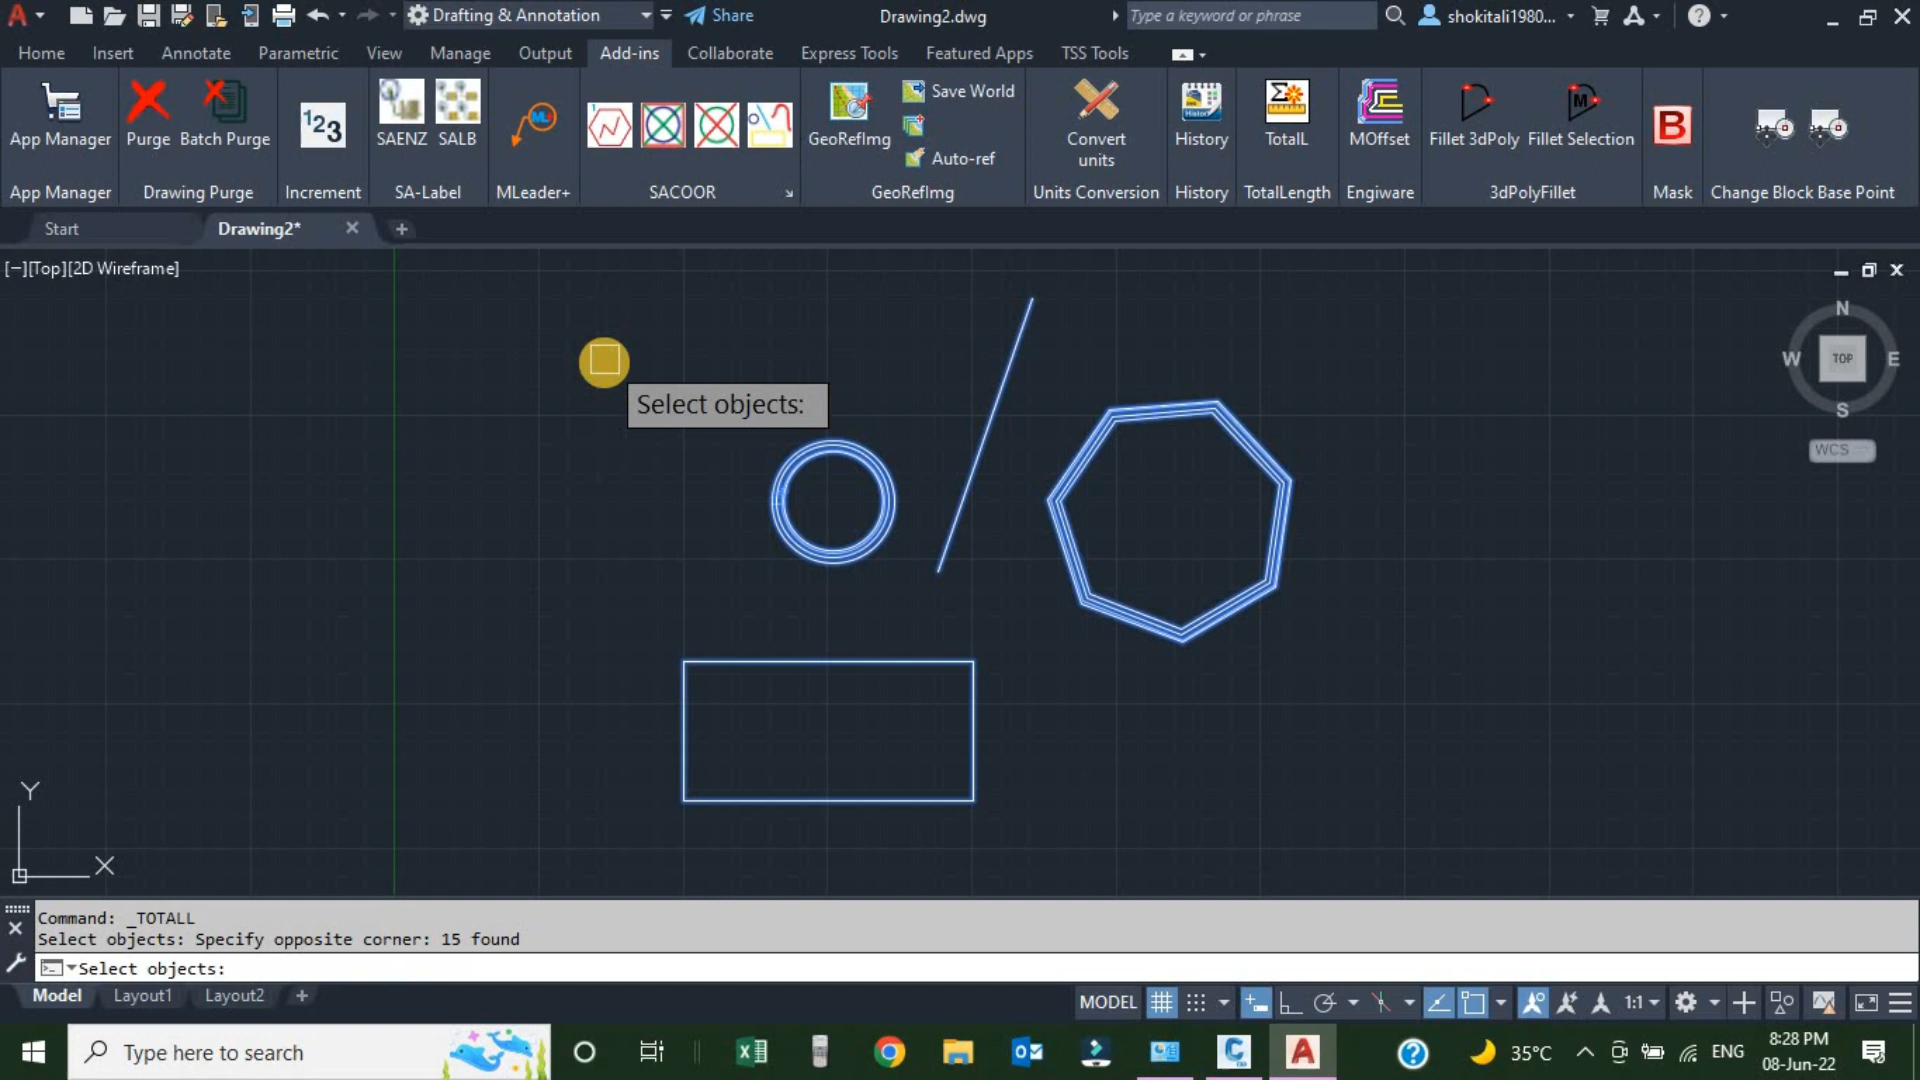 Drafting & Annotation
Share
Drawing2.dwg
Type a keyword or phrase
shokitali1980...
Home
Insert
Annotate
Parametric
View
Manage
Output
Add-ins
Collaborate
Express Tools
Featured Apps
TSS Tools
App Manager
Purge
Batch Purge
123
SAENZ
SALB
GeoRefImg
Save World
Auto-ref
Convert
units
History
TotalL
MOffset
Fillet 3dPoly
Fillet Selection
B
App Manager
Drawing Purge
Increment
SA-Label
MLeader+
SACOOR
GeoRefImg
Units Conversion
History
TotalLength
Engiware
3dPolyFillet
Mask
Change Block Base Point
Start
Drawing2*
[−][Top][2D Wireframe]
N
W
TOP
E
S
WCS
Select objects:
Y
X
Command: _TOTALL
Select objects: Specify opposite corner: 15 found
Select objects:
Model
Layout1
Layout2
MODEL
1:1
Type here to search
35°C
ENG
8:28 PM
08-Jun-22